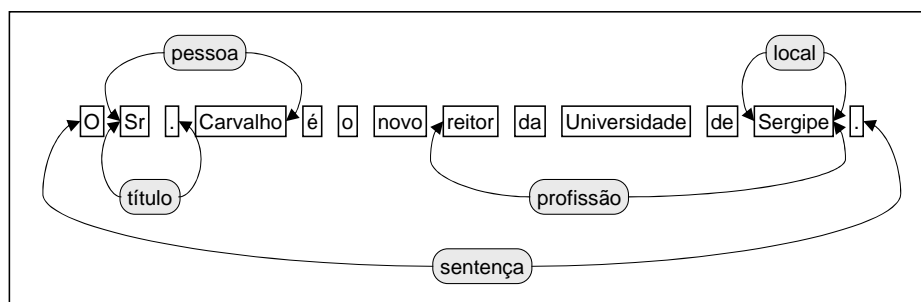 pessoa local
O Sr . Carvalho é o novo reitor da Universidade de Sergipe .
título profissão
sentença